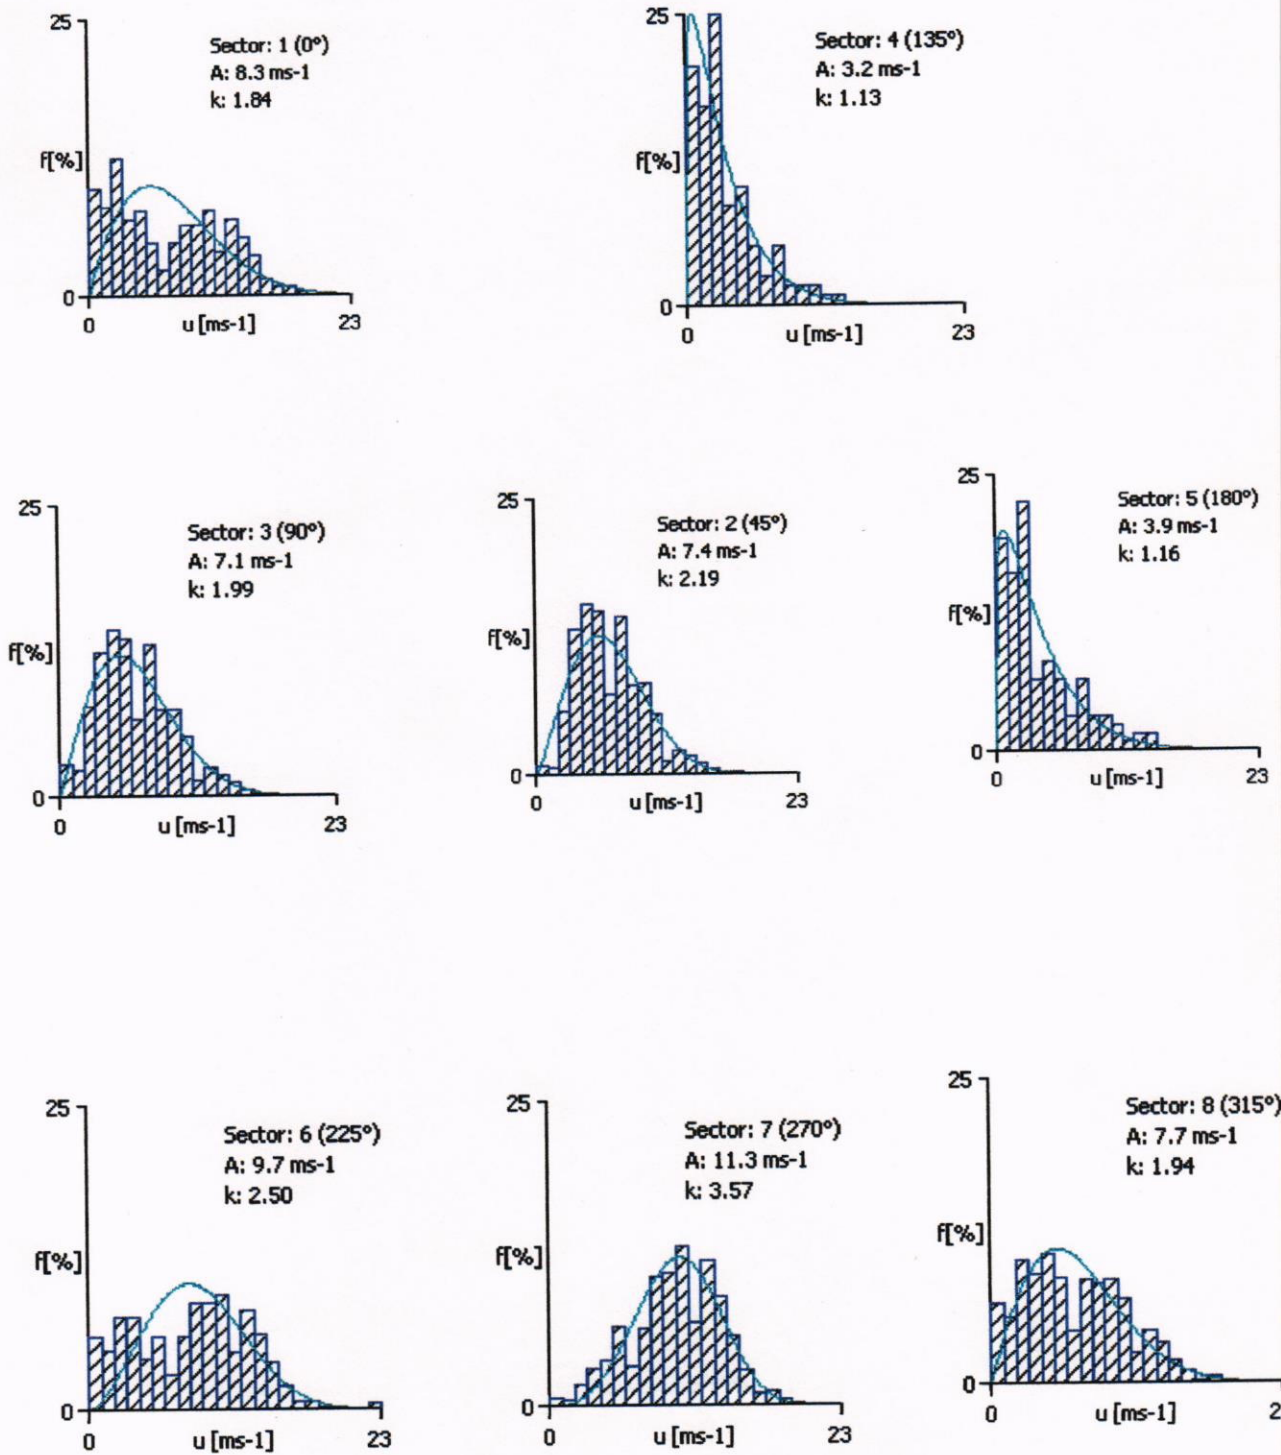 25
Sector: 1 (0°)
A: 8.3 ms-1
k: 1.84
f[%]
0
0
u [ms-1]
23
25
Sector: 4 (135°)
A: 3.2 ms-1
k: 1.13
f[%]
0
0
u [ms-1]
23
25
Sector: 3 (90°)
A: 7.1 ms-1
k: 1.99
f[%]
0
0
u [ms-1]
23
25
Sector: 2 (45°)
A: 7.4 ms-1
k: 2.19
f[%]
0
0
u [ms-1]
23
25
Sector: 5 (180°)
A: 3.9 ms-1
k: 1.16
f[%]
0
0
u [ms-1]
23
25
Sector: 6 (225°)
A: 9.7 ms-1
k: 2.50
f[%]
0
0
u [ms-1]
23
25
Sector: 7 (270°)
A: 11.3 ms-1
k: 3.57
f[%]
0
0
u [ms-1]
23
25
Sector: 8 (315°)
A: 7.7 ms-1
k: 1.94
f[%]
0
0
u [ms-1]